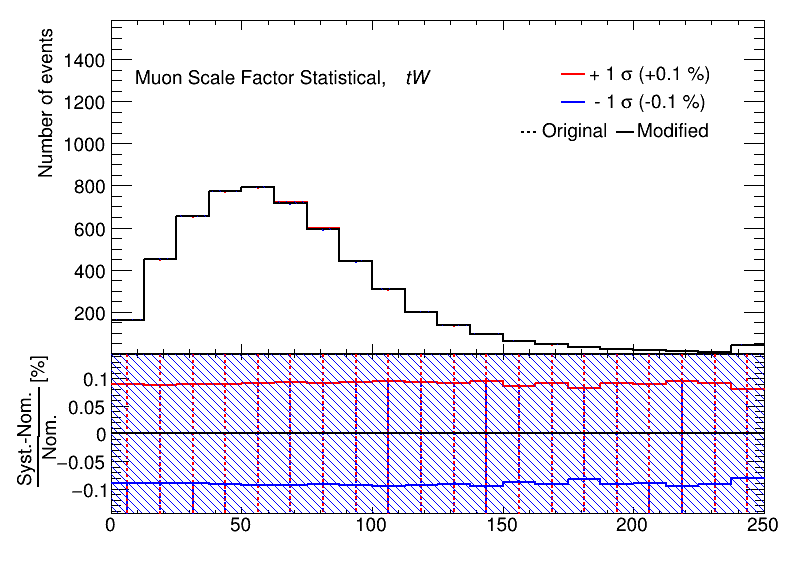 Number of events
1400
1200
1000
800
600
400
200
Muon Scale Factor Statistical, tW
+ 1 σ (+0.1 %)
- 1 σ (-0.1 %)
Original
Modified
Syst.-Nom.
Nom.
[%]
0.1
0.05
0
−0.05
−0.1
0 50 100 150 200 250